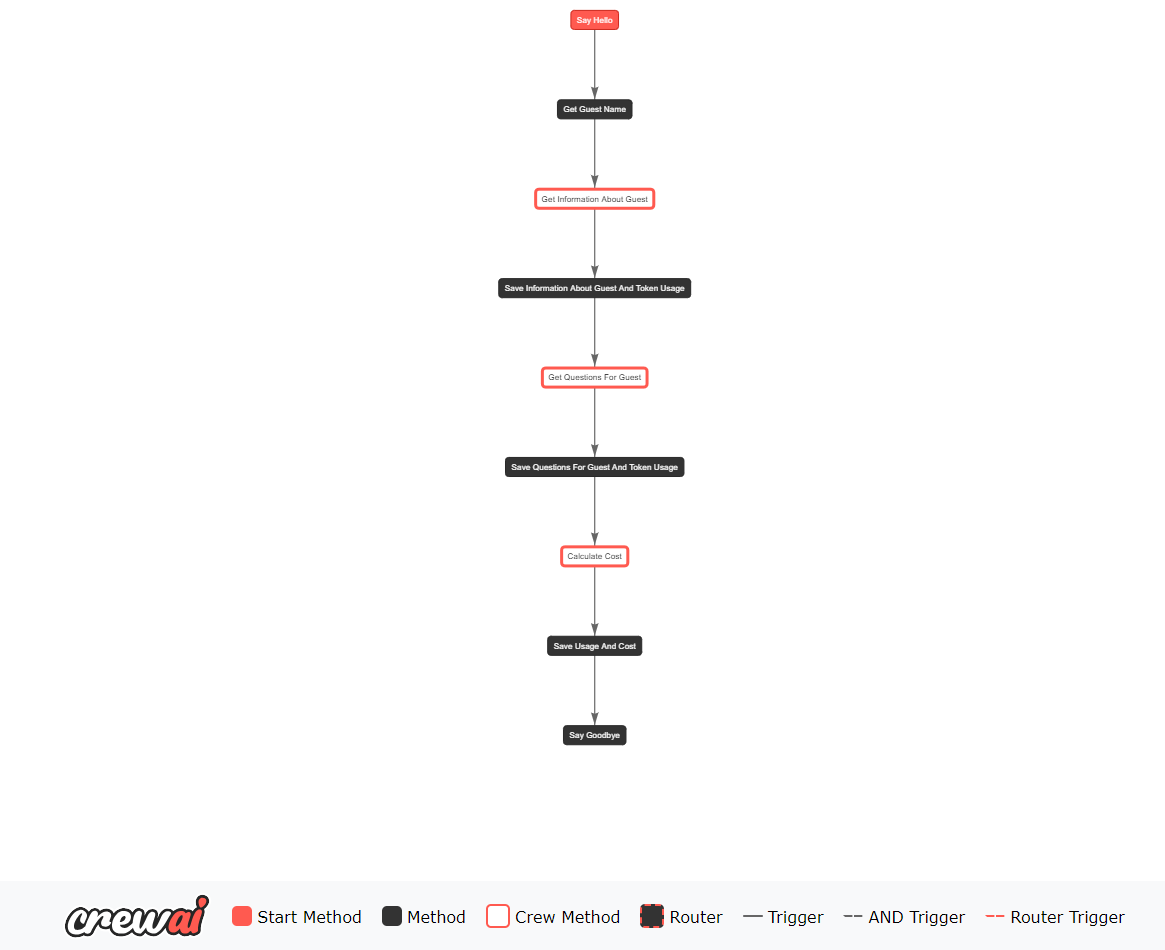 Say Hello
Get Guest Name
Get Information About Guest
Save Information About Guest And Token Usage
Get Questions For Guest
Save Questions For Guest And Token Usage
Calculate Cost
Save Usage And Cost
Say Goodbye
crewai Start Method Method Crew Method Router Trigger AND Trigger Router Trigger